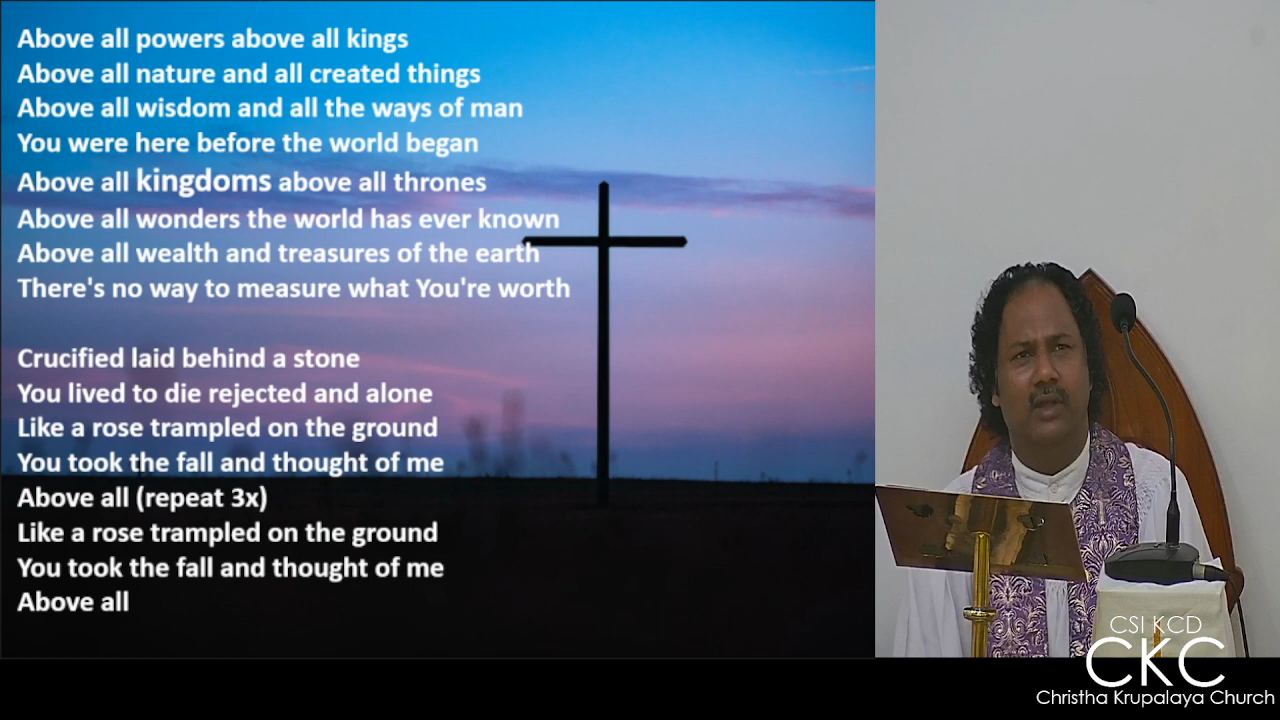 Above all powers above all kings
Above all nature and all created things
Above all wisdom and all the ways of man
You were here before the world began
Above all kingdoms above all thrones
Above all wonders the world has ever known
Above all wealth and treasures of the earth
There's no way to measure what You're worth
Crucified laid behind a stone
You lived to die rejected and alone
Like a rose trampled on the ground
You took the fall and thought of me
Above all (repeat 3x)
Like a rose trampled on the ground
You took the fall and thought of me
Above all
CSI KCD
CKC
Christha Krupalaya Church